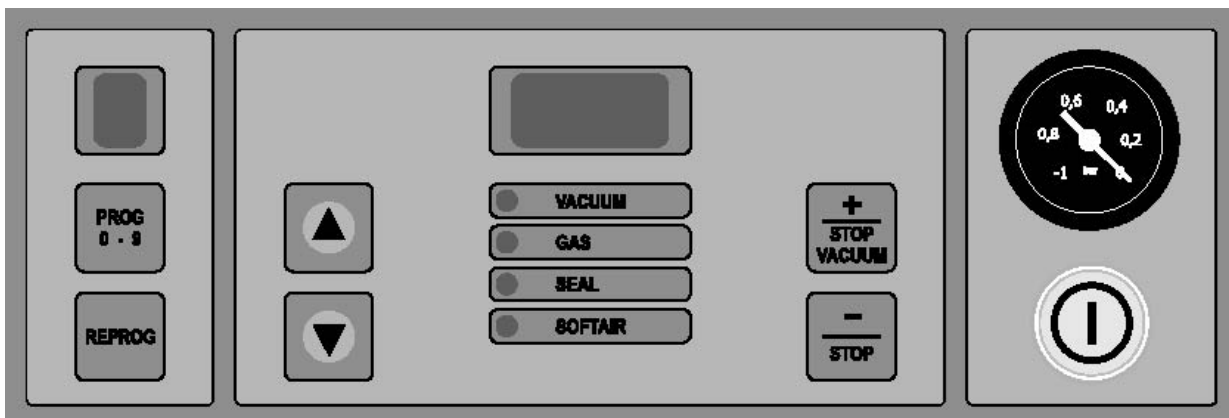 PROG
0 - 9
REPROG
VACUUM
GAS
SEAL
SOFTAIR
+
STOP
VACUUM
-
STOP
0,6 0,4
0,8 0,2
-1 bar 0